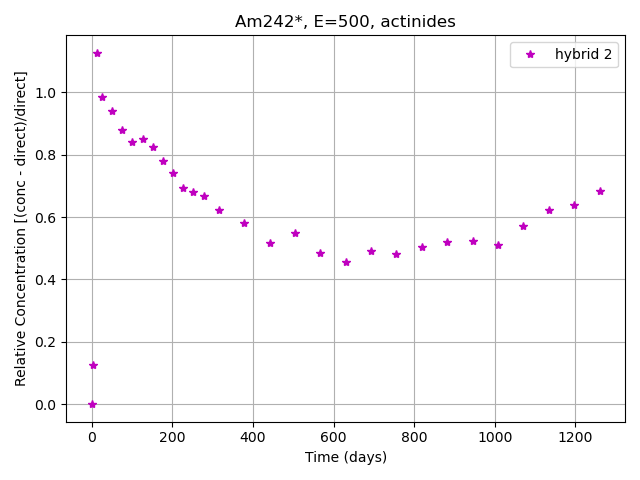 Am242*, E=500, actinides
hybrid 2
Relative Concentration [(conc - direct)/direct]
1.0
0.8
0.6
0.4
0.2
0.0
0 200 400 600 800 1000 1200
Time (days)